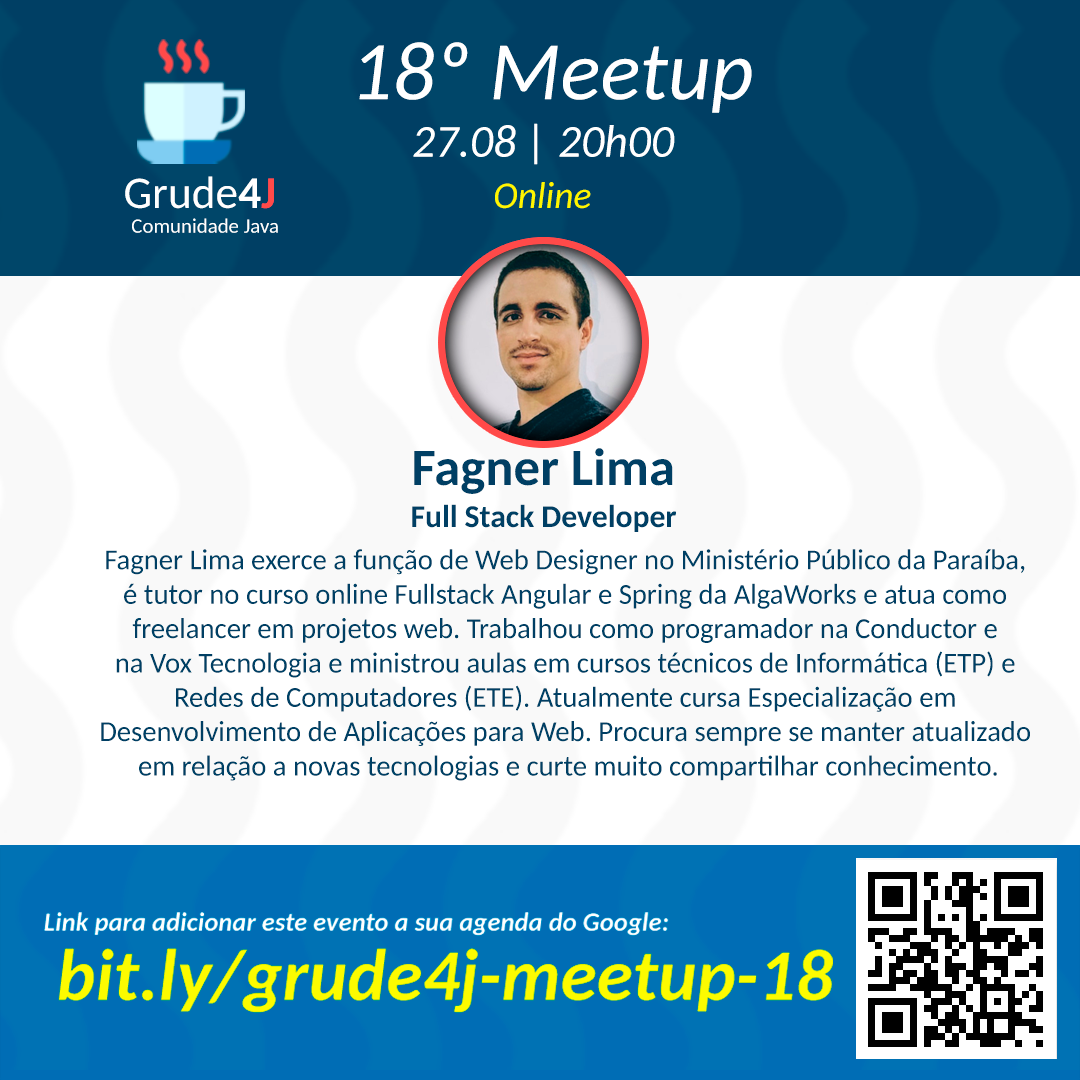 18º Meetup
27.08 | 20h00
Online
Grude4J
Comunidade Java
Fagner Lima
Full Stack Developer
Fagner Lima exerce a função de Web Designer no Ministério Público da Paraíba,
é tutor no curso online Fullstack Angular e Spring da AlgaWorks e atua como
freelancer em projetos web. Trabalhou como programador na Conductor e
na Vox Tecnologia e ministrou aulas em cursos técnicos de Informática (ETP) e
Redes de Computadores (ETE). Atualmente cursa Especialização em
Desenvolvimento de Aplicações para Web. Procura sempre se manter atualizado
em relação a novas tecnologias e curte muito compartilhar conhecimento.
Link para adicionar este evento a sua agenda do Google:
bit.ly/grude4j-meetup-18